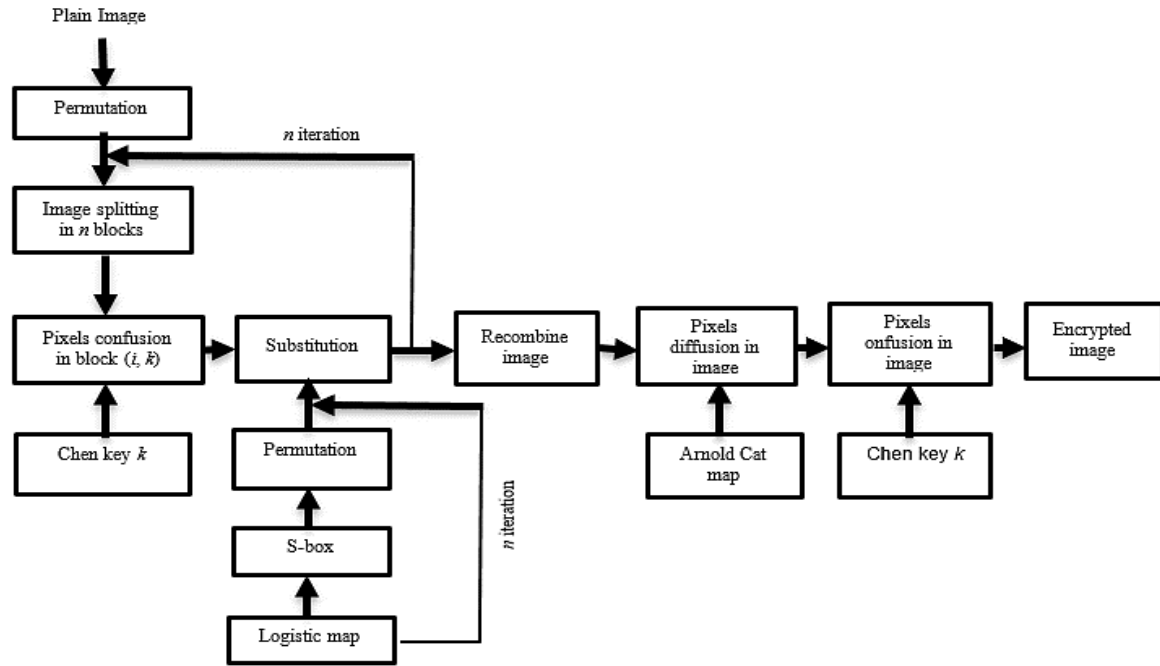 Plain Image
Permutation
n iteration
Image splitting
in n blocks
Pixels confusion
in block (i, k)
Substitution
Recombine
image
Pixels
diffusion in
image
Pixels
onfusion in
image
Encrypted
image
Chen key k
Permutation
Arnold Cat
map
Chen key k
n iteration
S-box
Logistic map